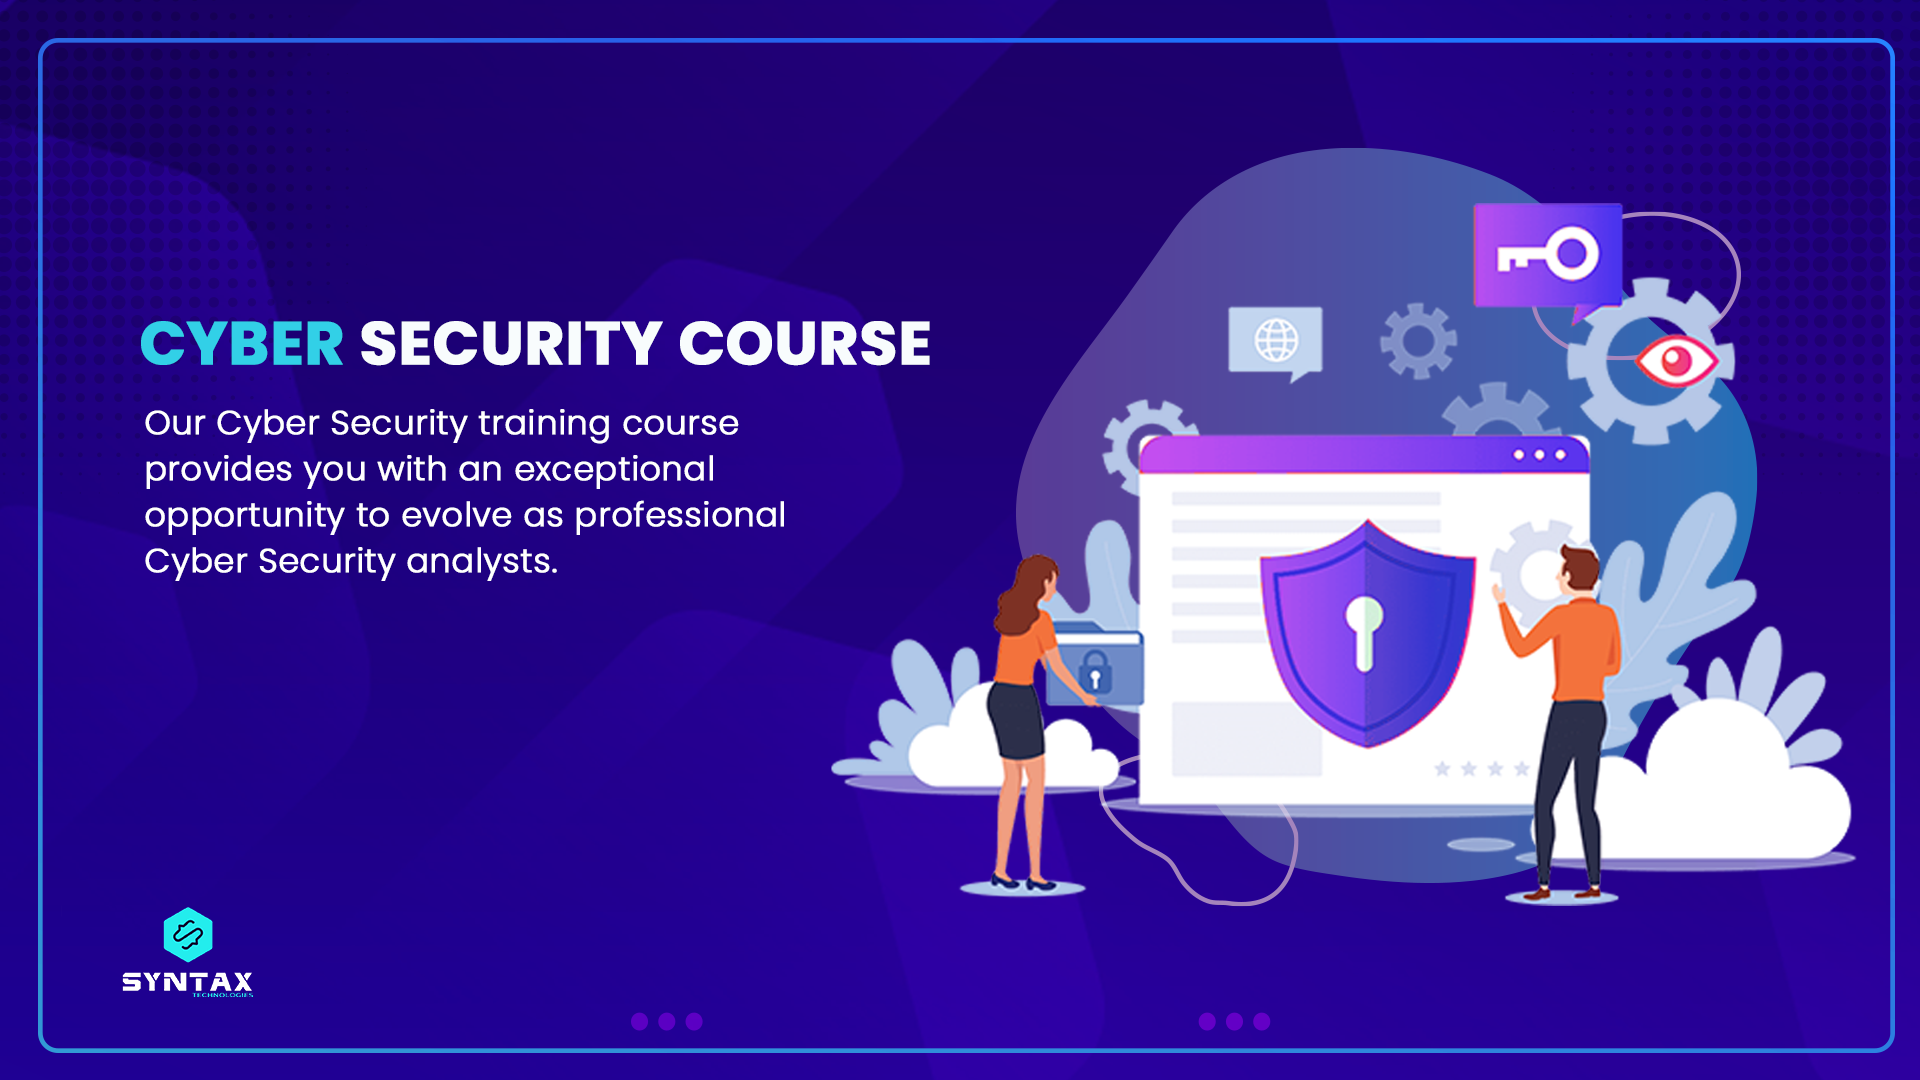 CYBER SECURITY COURSE
Our Cyber Security training course
provides you with an exceptional
opportunity to evolve as professional
Cyber Security analysts.
SYNTAX
TECHNOLOGIES